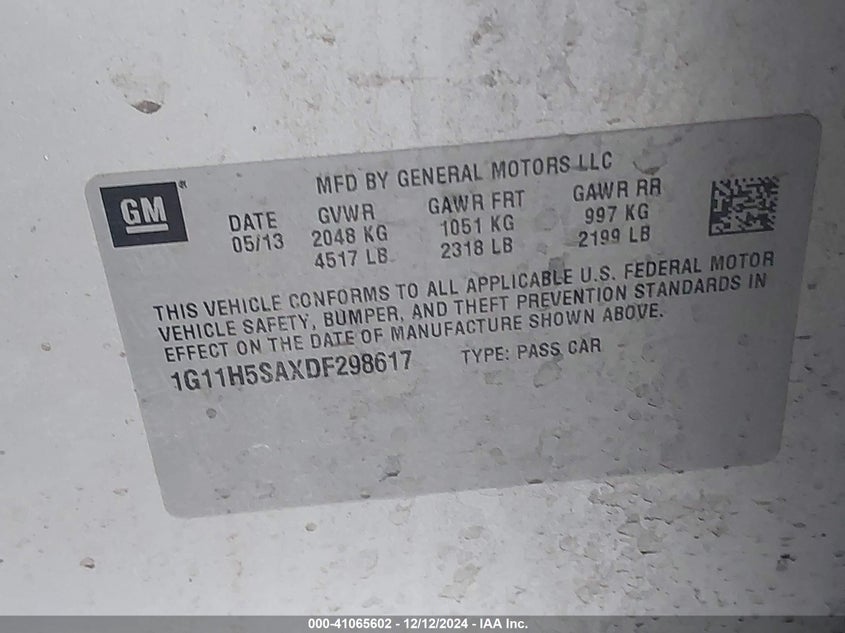 GM
MFD BY GENERAL MOTORS LLC
DATE GVWR GAWR FRT GAWR RR
05/13 2048 KG 1051 KG 997 KG
4517 LB 2318 LB 2199 LB
THIS VEHICLE CONFORMS TO ALL APPLICABLE U.S. FEDERAL MOTOR
VEHICLE SAFETY, BUMPER, AND THEFT PREVENTION STANDARDS IN
EFFECT ON THE DATE OF MANUFACTURE SHOWN ABOVE.
1G11H5SAXDF298617 TYPE: PASS CAR
000-41065602 - 12/12/2024 - IAA Inc.